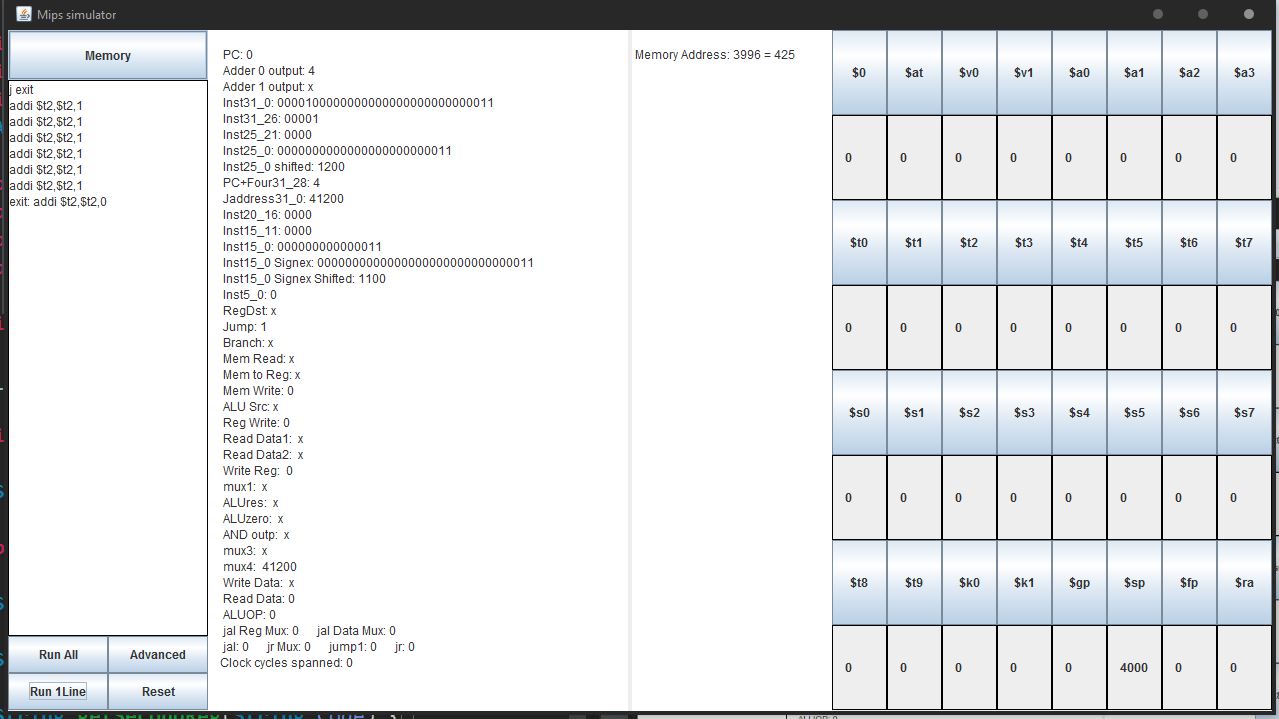 Mips simulator
Memory
j exit
addi $t2,$t2,1
addi $t2,$t2,1
addi $t2,$t2,1
addi $t2,$t2,1
addi $t2,$t2,1
addi $t2,$t2,1
exit: addi $t2,$t2,0
Run All Advanced
Run 1Line Reset
PC: 0
Adder 0 output: 4
Adder 1 output: x
Inst31_0: 0000100000000000000000000000011
Inst31_26: 00001
Inst25_21: 0000
Inst25_0: 0000000000000000000000011
Inst25_0 shifted: 1200
PC+Four31_28: 4
Jaddress31_0: 41200
Inst20_16: 0000
Inst15_11: 0000
Inst15_0: 000000000000011
Inst15_0 Signex: 0000000000000000000000000000011
Inst15_0 Signex Shifted: 1100
Inst5_0: 0
RegDst: x
Jump: 1
Branch: x
Mem Read: x
Mem to Reg: x
Mem Write: 0
ALU Src: x
Reg Write: 0
Read Data1: x
Read Data2: x
Write Reg: 0
mux1: x
ALUres: x
ALUzero: x
AND outp: x
mux3: x
mux4: 41200
Write Data: x
Read Data: 0
ALUOP: 0
jal Reg Mux: 0 jal Data Mux: 0
jal: 0 jr Mux: 0 jump1: 0 jr: 0
Clock cycles spanned: 0
Memory Address: 3996 = 425
$0 $at $v0 $v1 $a0 $a1 $a2 $a3
0 0 0 0 0 0 0 0
$t0 $t1 $t2 $t3 $t4 $t5 $t6 $t7
0 0 0 0 0 0 0 0
$s0 $s1 $s2 $s3 $s4 $s5 $s6 $s7
0 0 0 0 0 0 0 0
$t8 $t9 $k0 $k1 $gp $sp $fp $ra
0 0 0 0 0 4000 0 0